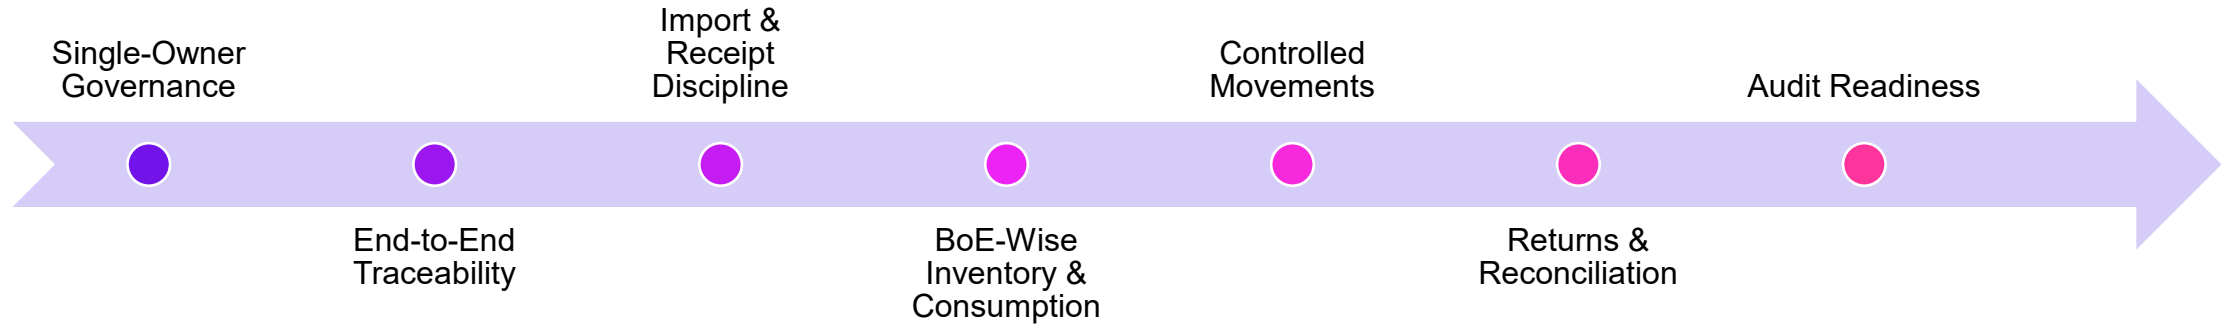 Single-Owner
Governance
End-to-End
Traceability
Import &
Receipt
Discipline
BoE-Wise
Inventory &
Consumption
Controlled
Movements
Returns &
Reconciliation
Audit Readiness